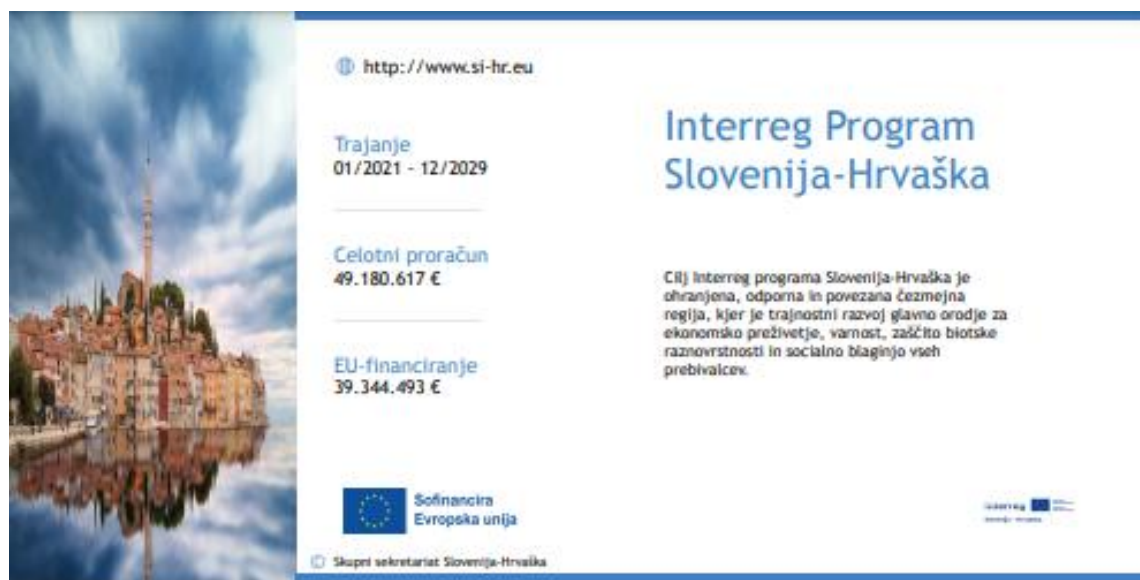 http://www.si-hr.eu
Trajanje
01/2021 - 12/2029
Celotni proračun
49.180.617 €
EU-financiranje
39.344.493 €
Sofinancira
Evropska unija
© Skupni sekretariat Slovenija-Hrvaška
Interreg Program
Slovenija-Hrvaška
Cilj Interreg programa Slovenija-Hrvaška je
ohranjena, odporna in povezana čezmejna
regija, kjer je trajnostni razvoj glavno orodje za
ekonomsko preživetje, varnost, zaščito biotske
raznovrstnosti in socialno blaginjo vseh
prebivalcev.
Interreg